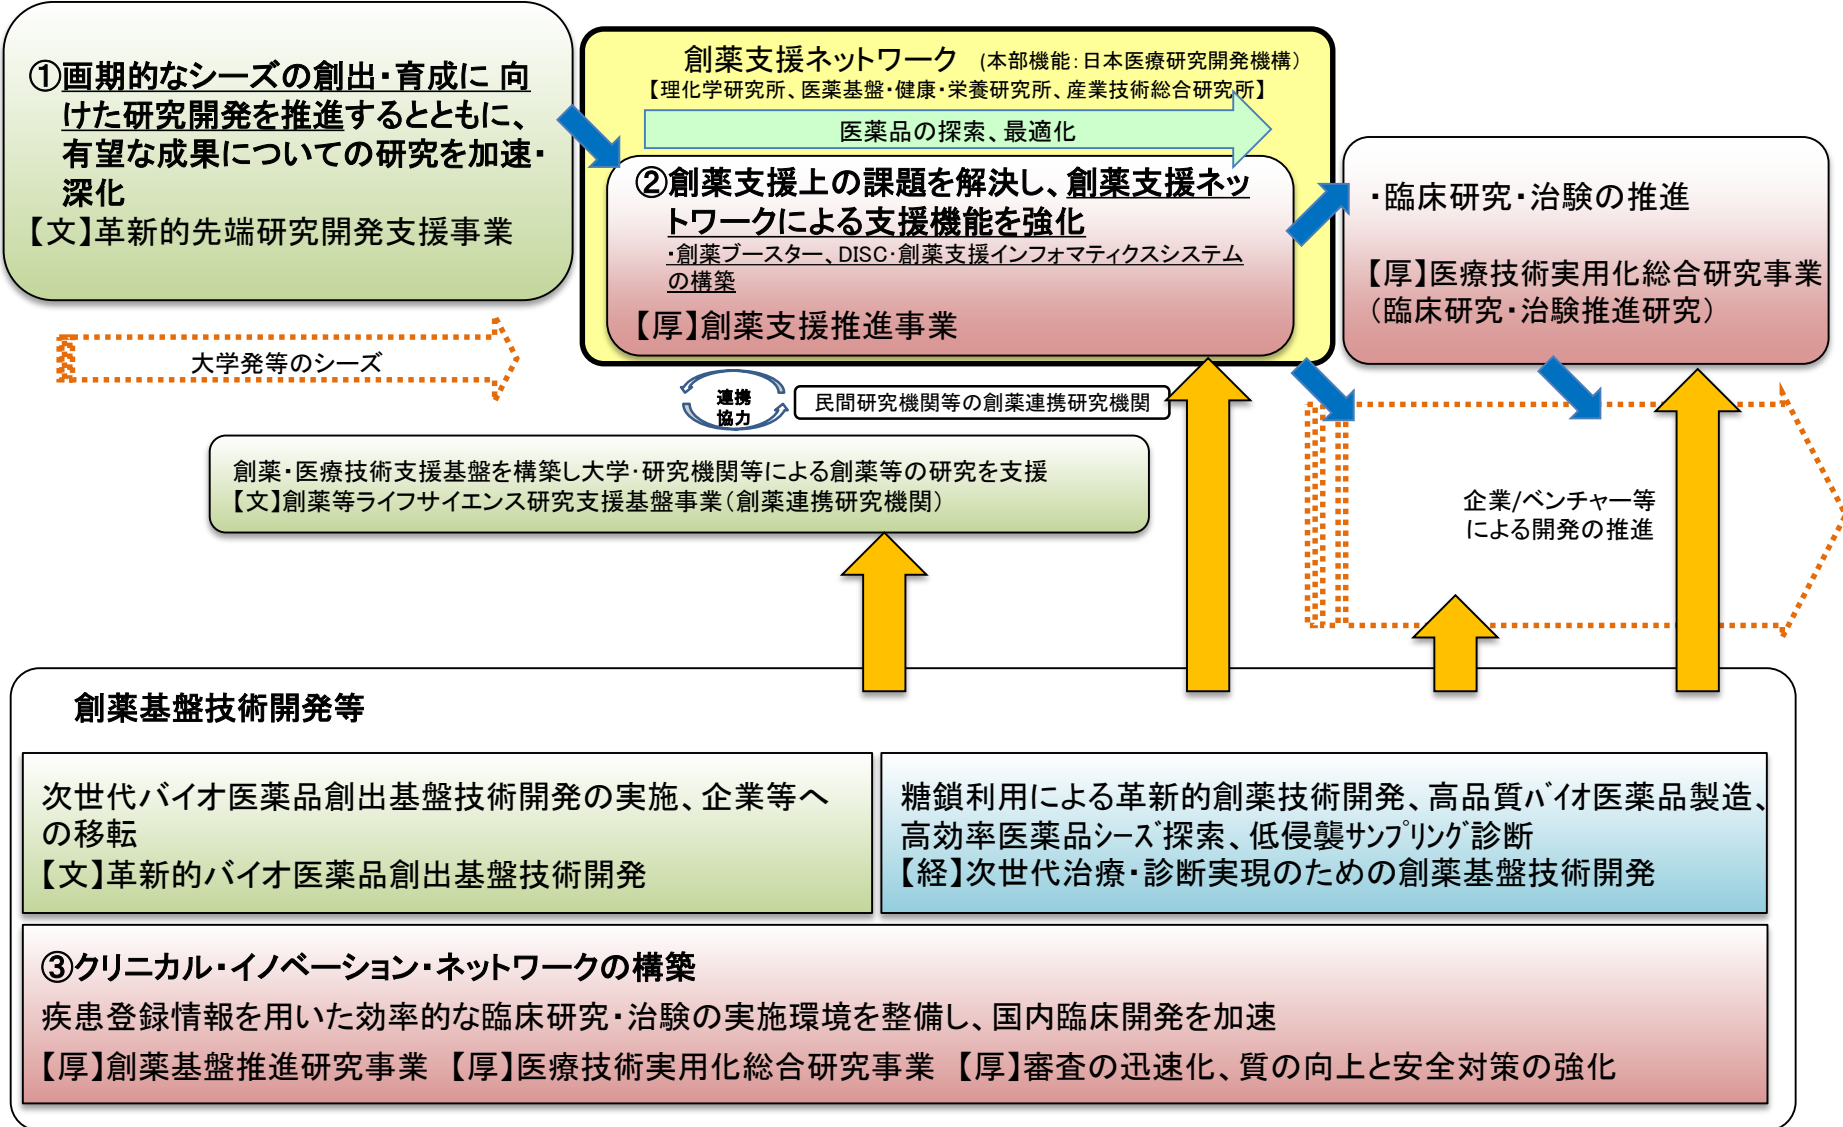 ①画期的なシーズの創出・育成に 向
けた研究開発を推進するとともに、
有望な成果についての研究を加速・
深化
【文】革新的先端研究開発支援事業
大学発等のシーズ
創薬支援ネットワーク (本部機能:日本医療研究開発機構)
【理化学研究所、医薬基盤・健康・栄養研究所、産業技術総合研究所】
医薬品の探索、最適化
②創薬支援上の課題を解決し、創薬支援ネッ
トワークによる支援機能を強化
・創薬ブースター、DISC・創薬支援インフォマティクスシステム
の構築
【厚】創薬支援推進事業
・臨床研究・治験の推進
【厚】医療技術実用化総合研究事業
(臨床研究・治験推進研究)
連携
協力
民間研究機関等の創薬連携研究機関
創薬・医療技術支援基盤を構築し大学・研究機関等による創薬等の研究を支援
【文】創薬等ライフサイエンス研究支援基盤事業(創薬連携研究機関)
企業/ベンチャー等
による開発の推進
創薬基盤技術開発等
次世代バイオ医薬品創出基盤技術開発の実施、企業等へ
の移転
【文】革新的バイオ医薬品創出基盤技術開発
糖鎖利用による革新的創薬技術開発、高品質バイオ医薬品製造、
高効率医薬品シーズ探索、低侵襲サンプリング診断
【経】次世代治療・診断実現のための創薬基盤技術開発
③クリニカル・イノベーション・ネットワークの構築
疾患登録情報を用いた効率的な臨床研究・治験の実施環境を整備し、国内臨床開発を加速
【厚】創薬基盤推進研究事業 【厚】医療技術実用化総合研究事業 【厚】審査の迅速化、質の向上と安全対策の強化